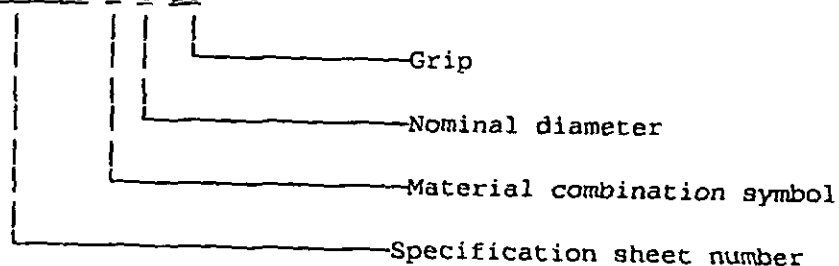 Grip
Nominal diameter
Material combination symbol
Specification sheet number